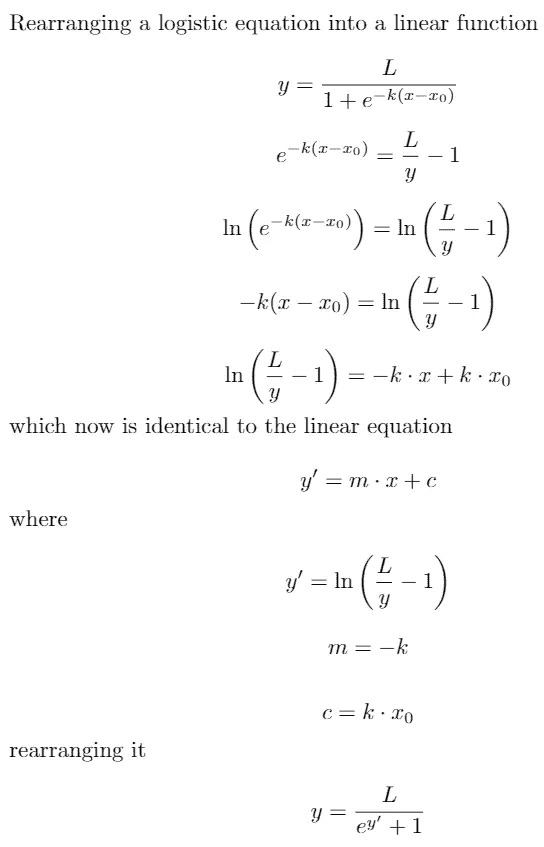 Rearranging a logistic equation into a linear function
y = \frac{L}{1 + e^{-k(x-x_0)}}
e^{-k(x-x_0)} = \frac{L}{y} - 1
\ln\left(e^{-k(x-x_0)}\right) = \ln\left(\frac{L}{y} - 1\right)
-k(x - x_0) = \ln\left(\frac{L}{y} - 1\right)
\ln\left(\frac{L}{y} - 1\right) = -k \cdot x + k \cdot x_0
which now is identical to the linear equation
y' = m \cdot x + c
where
y' = \ln\left(\frac{L}{y} - 1\right)
m = -k
c = k \cdot x_0
rearranging it
y = \frac{L}{e^{y'} + 1}